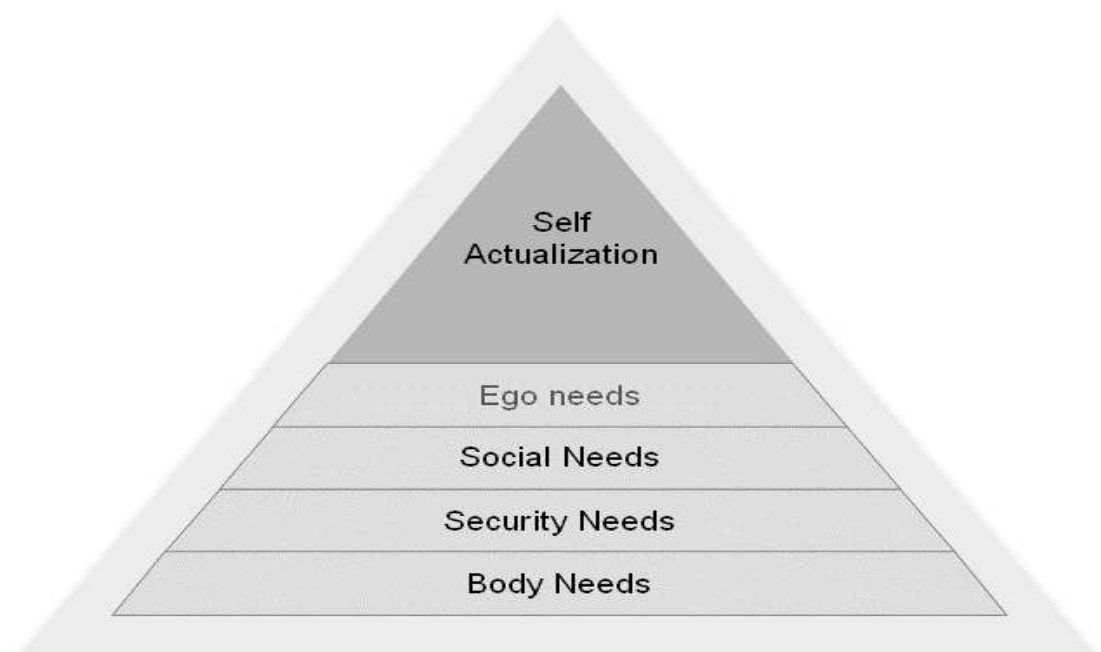 Self
Actualization
Ego needs
Social Needs
Security Needs
Body Needs